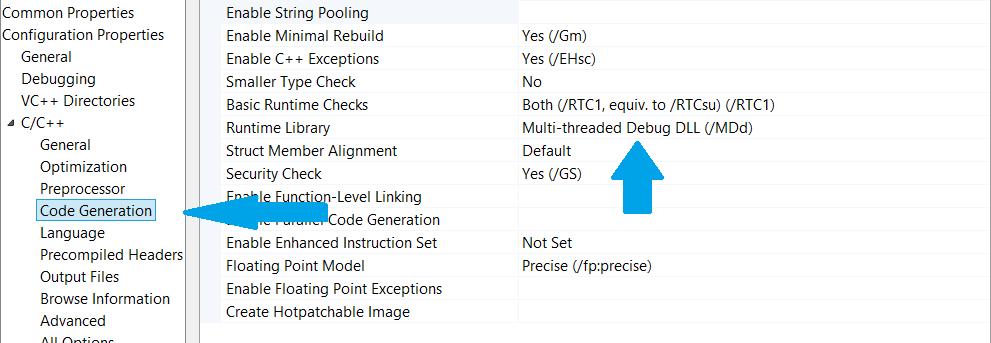 Common Properties
Configuration Properties
General
Debugging
VC++ Directories
C/C++
General
Optimization
Preprocessor
Code Generation
Language
Precompiled Headers
Output Files
Browse Information
Advanced
All Options
Enable String Pooling
Enable Minimal Rebuild Yes (/Gm)
Enable C++ Exceptions Yes (/EHsc)
Smaller Type Check No
Basic Runtime Checks Both (/RTC1, equiv. to /RTCsu) (/RTC1)
Runtime Library Multi-threaded Debug DLL (/MDd)
Struct Member Alignment Default
Security Check Yes (/GS)
Enable Function-Level Linking
Parallel Code Generation
Enable Enhanced Instruction Set Not Set
Floating Point Model Precise (/fp:precise)
Enable Floating Point Exceptions
Create Hotpatchable Image